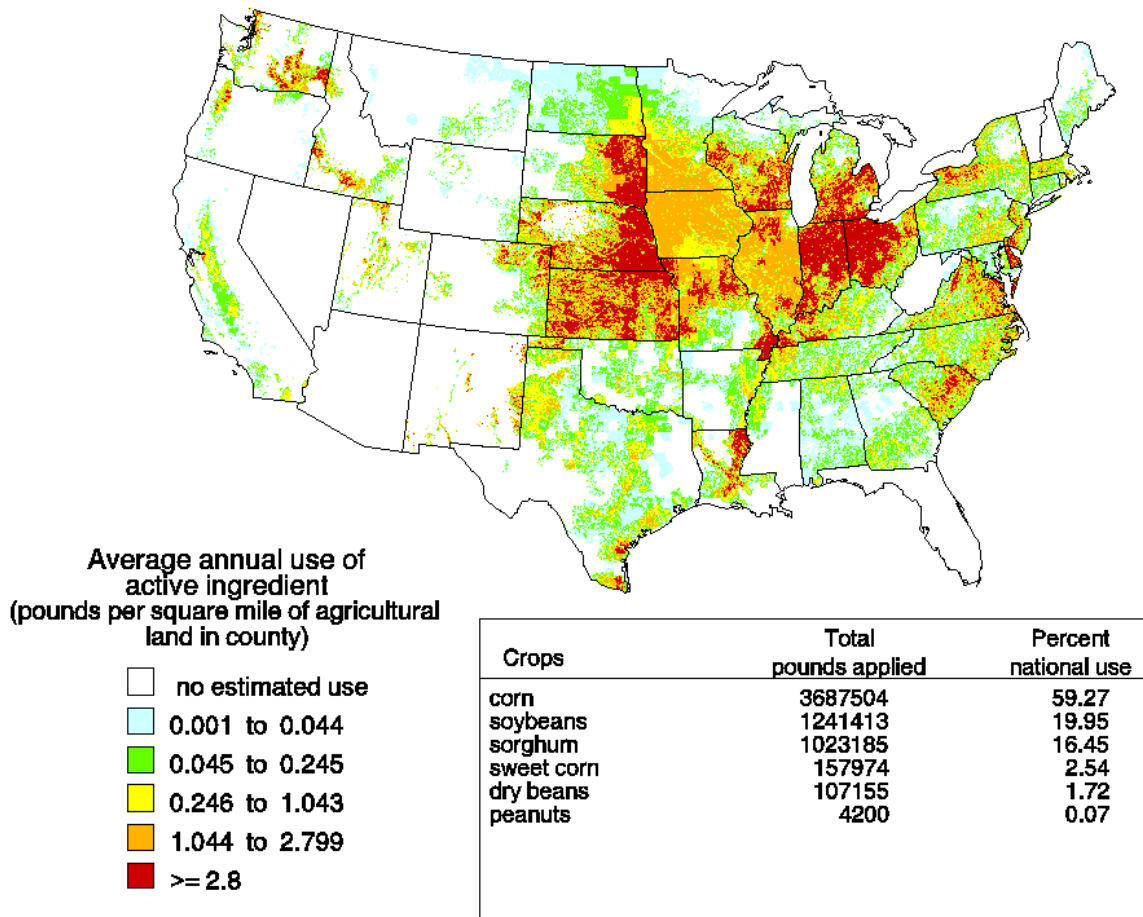 Average annual use of
active ingredient
(pounds per square mile of agricultural
land in county)
no estimated use
0.001 to 0.044
0.045 to 0.245
0.246 to 1.043
1.044 to 2.799
>= 2.8
Crops Total pounds applied Percent national use
corn 3687504 59.27
soybeans 1241413 19.95
sorghum 1023185 16.45
sweet corn 157974 2.54
dry beans 107155 1.72
peanuts 4200 0.07